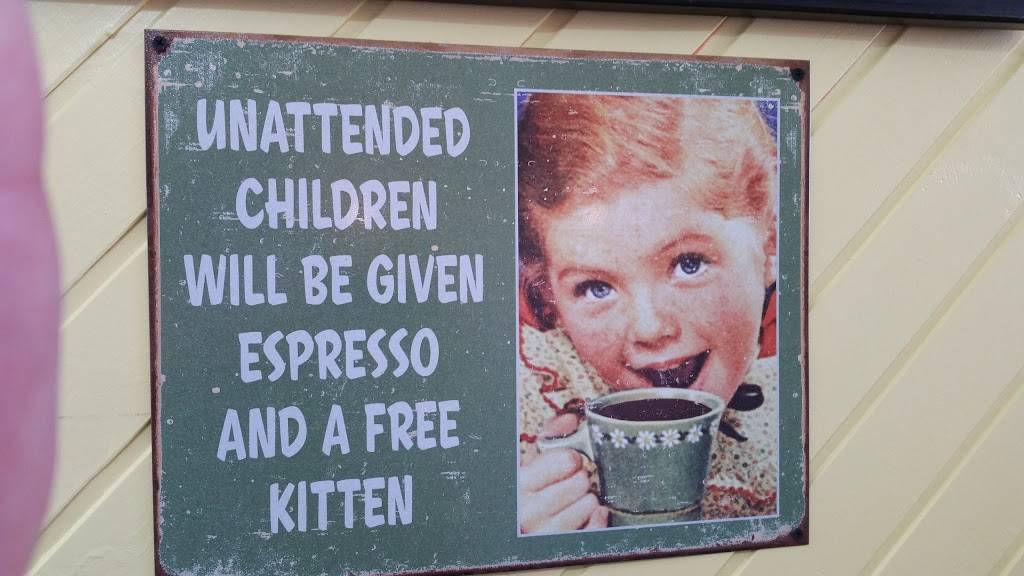 UNATTENDED
CHILDREN
WILL BE GIVEN
ESPRESSO
AND A FREE
KITTEN